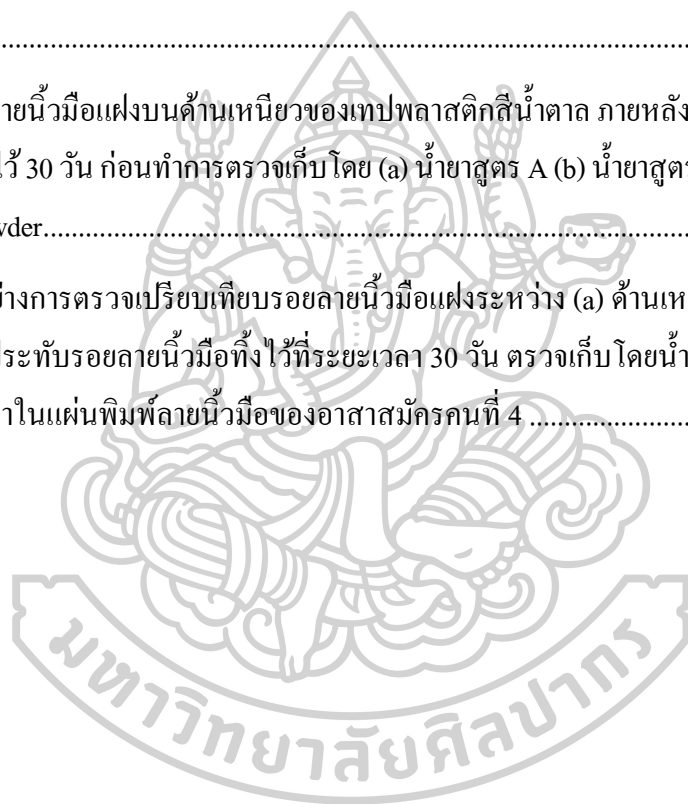 ..........................................................................................
ายนิ้วมือแฝงบนด้านเหนียวของเทปพลาสติกสีน้ำตาล ภายหลัง
ไว้ 30 วัน ก่อนทำการตรวจเก็บโดย (a) น้ำยาสูตร A (b) น้ำยาสูตร
der..........................................................................................
ย่างการตรวจเปรียบเทียบรอยลายนิ้วมือแฝงระหว่าง (a) ด้านเห
ประทับรอยลายนิ้วมือทิ้งไว้ที่ระยะเวลา 30 วัน ตรวจเก็บโดยน้ำ
าในแผ่นพิมพ์ลายนิ้วมือของอาสาสมัครคนที่ 4 ......................
มหาวิทยาลัยศิลปากร